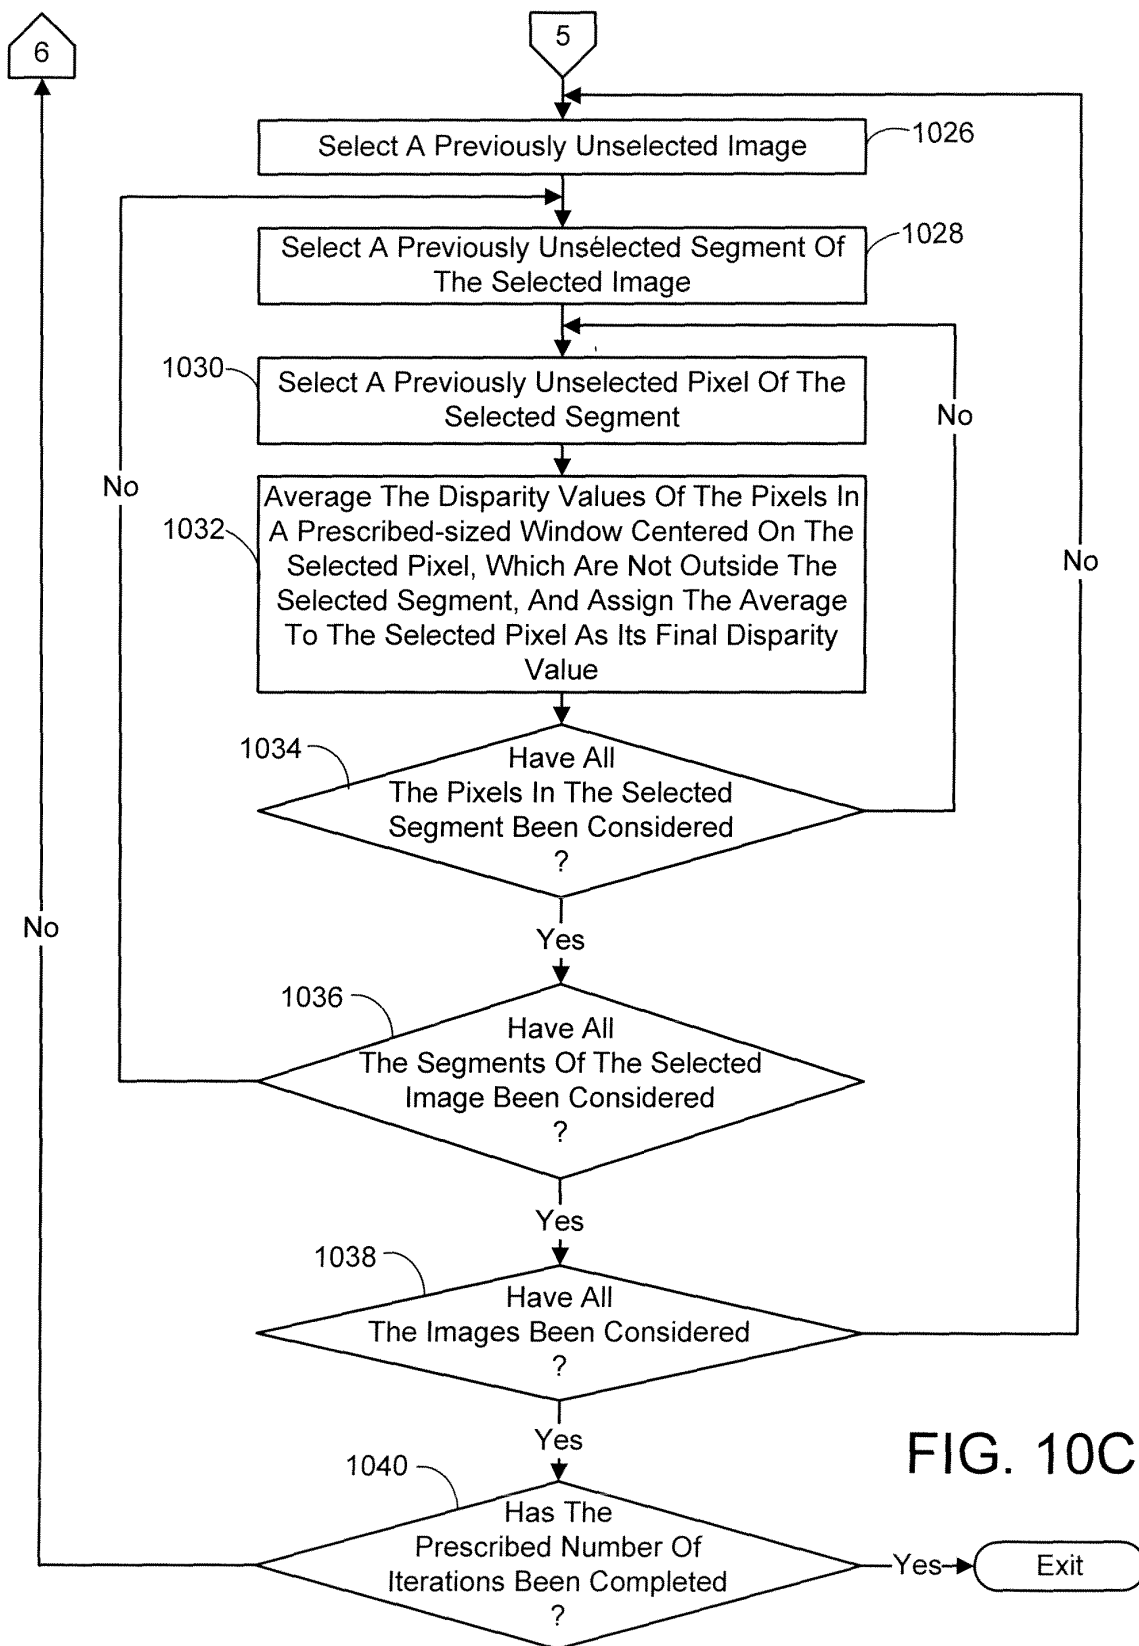 6
5
Select A Previously Unselected Image
1026
Select A Previously Unselected Segment Of
The Selected Image
1028
1030
Select A Previously Unselected Pixel Of The
Selected Segment
No
No
1032
Average The Disparity Values Of The Pixels In
A Prescribed-sized Window Centered On The
Selected Pixel, Which Are Not Outside The
Selected Segment, And Assign The Average
To The Selected Pixel As Its Final Disparity
Value
No
1034
Have All
The Pixels In The Selected
Segment Been Considered
?
No
Yes
1036
Have All
The Segments Of The Selected
Image Been Considered
?
Yes
1038
Have All
The Images Been Considered
?
Yes
FIG. 10C
1040
Has The
Prescribed Number Of
Iterations Been Completed
?
Yes
Exit